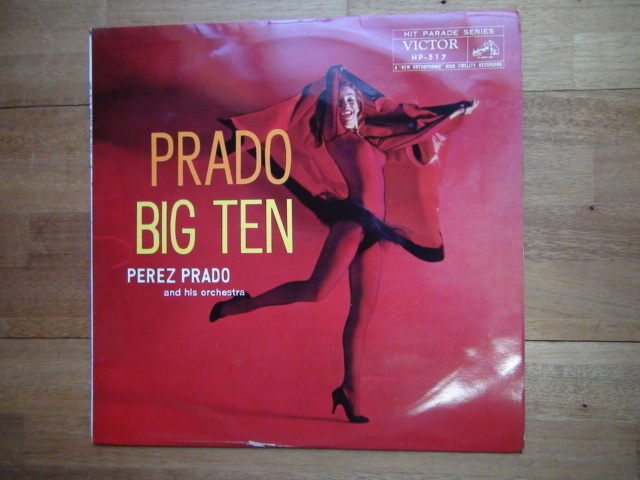 HIT PARADE SERIES
VICTOR
HP-517
A "NEW ORTHOPHONIC" HIGH FIDELITY RECORDING
PRADO
BIG TEN
PEREZ PRADO
and his orchestra